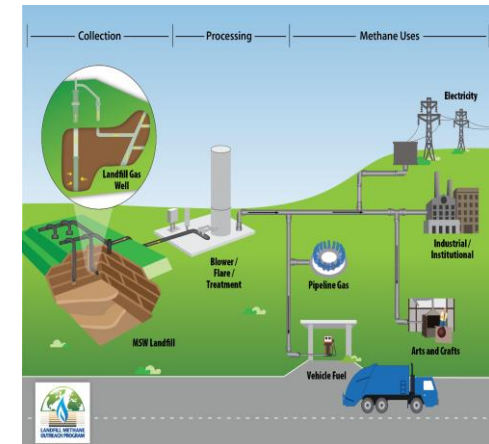 Collection
Processing
Methane Uses
Landfill Gas
Well
MSW Landfill
Blower /
Flare /
Treatment
Electricity
Industrial /
Institutional
Pipeline Gas
Arts and Crafts
Vehicle Fuel
LANDFILL METHANE
OUTREACH PROGRAM